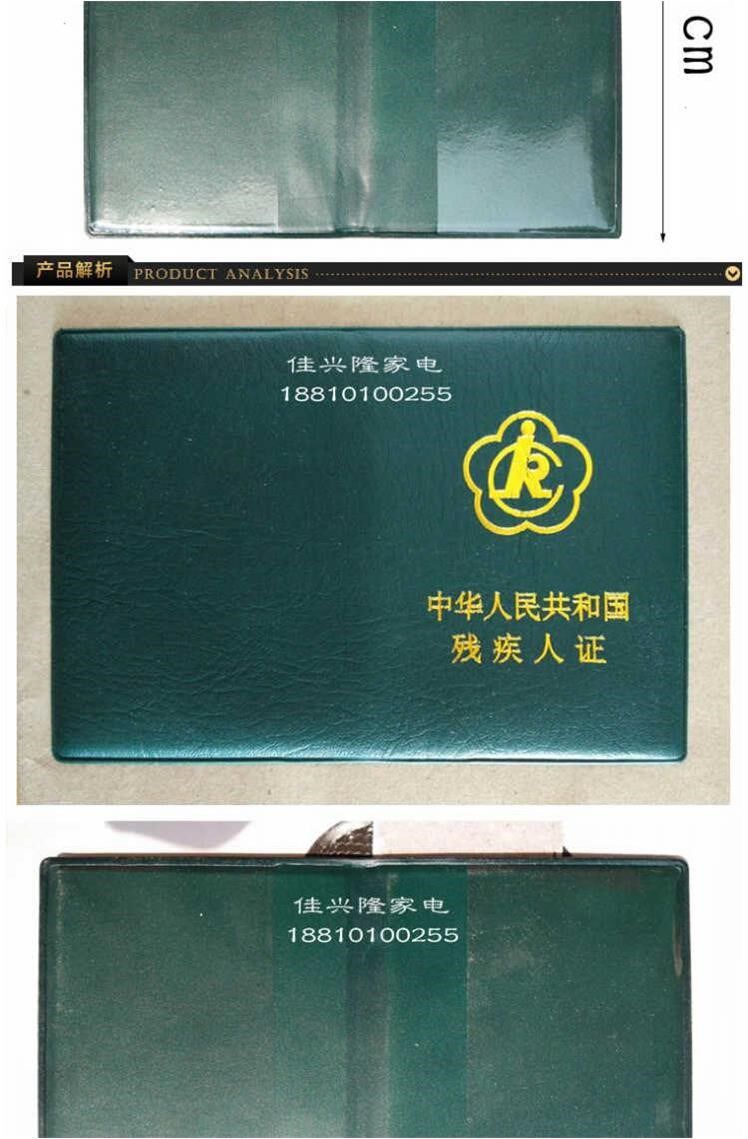 cm
产品解析 PRODUCT ANALYSIS
佳兴隆家电
18810100255
中华人民共和国
残疾人证
佳兴隆家电
18810100255